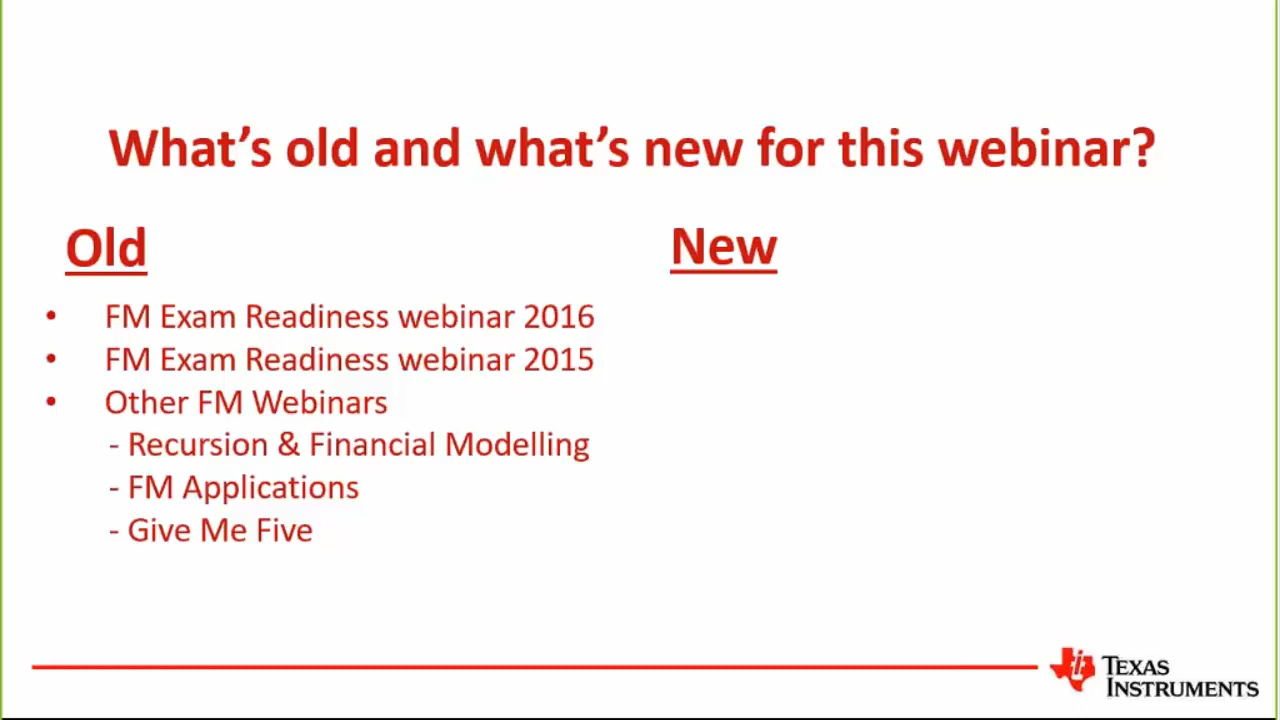 What's old and what's new for this webinar?
Old
New
• FM Exam Readiness webinar 2016
• FM Exam Readiness webinar 2015
• Other FM Webinars
- Recursion & Financial Modelling
- FM Applications
- Give Me Five
TEXAS
INSTRUMENTS